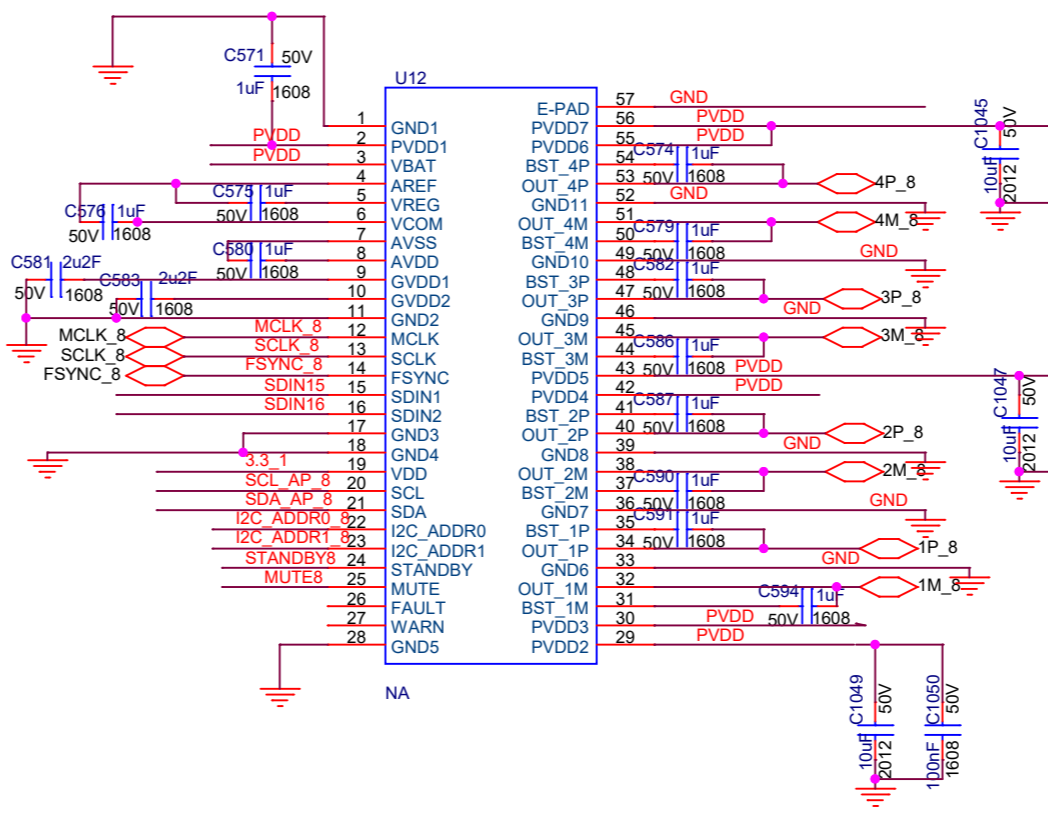 C571 50V
1uF 1608
U12
1 GND1
PVDD 2 PVDD1
PVDD 3 VBAT
4 AREF
C575 1uF 5 VREG
50V 1608
C576 1uF 6 VCOM
50V 1608
7 AVSS
C580 1uF 8 AVDD
50V 1608
C581 2u2F 9 GVDD1
50V 1608
C583 2u2F 10 GVDD2
50V 1608
11 GND2
MCLK_8 MCLK_8 12 MCLK
SCLK_8 SCLK_8 13 SCLK
FSYNC_8 FSYNC_8 14 FSYNC
SDIN15 15 SDIN1
SDIN16 16 SDIN2
17 GND3
18 GND4
3.3_1 19 VDD
SCL_AP_8 20 SCL
SDA_AP_8 21 SDA
I2C_ADDR0_8 22 I2C_ADDR0
I2C_ADDR1_8 23 I2C_ADDR1
STANDBY8 24 STANDBY
MUTE8 25 MUTE
26 FAULT
27 WARN
28 GND5
NA
E-PAD 57 GND
PVDD7 56 PVDD
PVDD6 55 PVDD
BST_4P 54 C574 1uF
50V 1608
OUT_4P 53 4P_8
GND11 52 GND
OUT_4M 51 4M_8
BST_4M 50 C579 1uF
50V 1608
GND10 49 GND
BST_3P 48 C582 1uF
50V 1608
OUT_3P 47 3P_8
GND9 46 GND
OUT_3M 45 3M_8
BST_3M 44 C586 1uF
50V 1608
PVDD5 43 PVDD
PVDD4 42 PVDD
BST_2P 41 C587 1uF
50V 1608
OUT_2P 40 2P_8
GND8 39 GND
OUT_2M 38 2M_8
BST_2M 37 C590 1uF
50V 1608
GND7 36 GND
BST_1P 35 C591 1uF
50V 1608
OUT_1P 34 1P_8
GND6 33 GND
OUT_1M 32 1M_8
BST_1M 31 C594 1uF
50V 1608
PVDD3 30 PVDD
PVDD2 29 PVDD
C1045 50V
10uF 2012
C1047 50V
10uF 2012
C1049 50V
10uF 2012
C1050 50V
100nF 1608